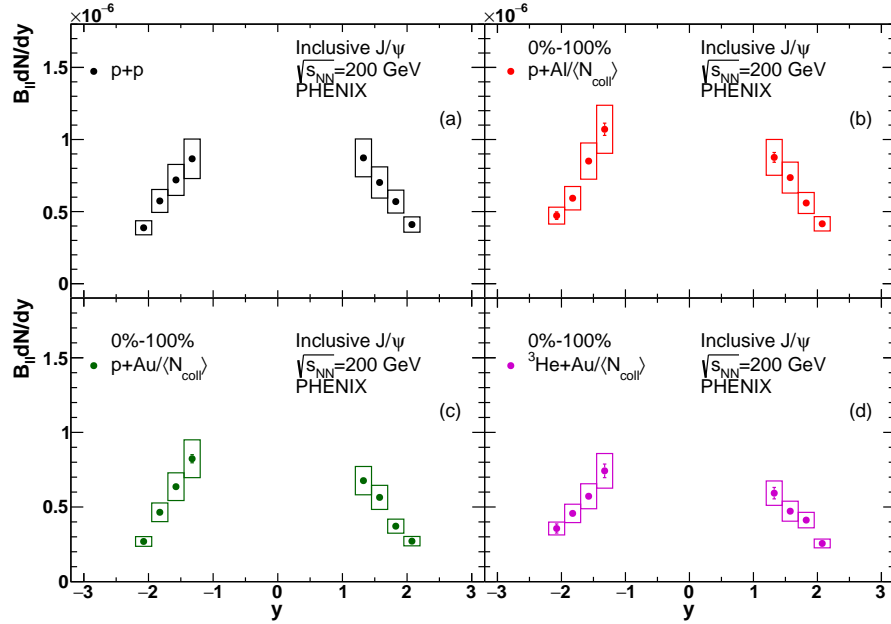 ×10⁻⁶
×10⁻⁶
B_ll dN/dy
1.5
1
0.5
0
p+p
Inclusive J/ψ
√s_NN=200 GeV
PHENIX
(a)
0%-100%
p+Al/⟨N_coll⟩
Inclusive J/ψ
√s_NN=200 GeV
PHENIX
(b)
B_ll dN/dy
1.5
1
0.5
0
0%-100%
p+Au/⟨N_coll⟩
Inclusive J/ψ
√s_NN=200 GeV
PHENIX
(c)
0%-100%
³He+Au/⟨N_coll⟩
Inclusive J/ψ
√s_NN=200 GeV
PHENIX
(d)
−3 −2 −1 0 1 2 3
−3 −2 −1 0 1 2 3
y
y